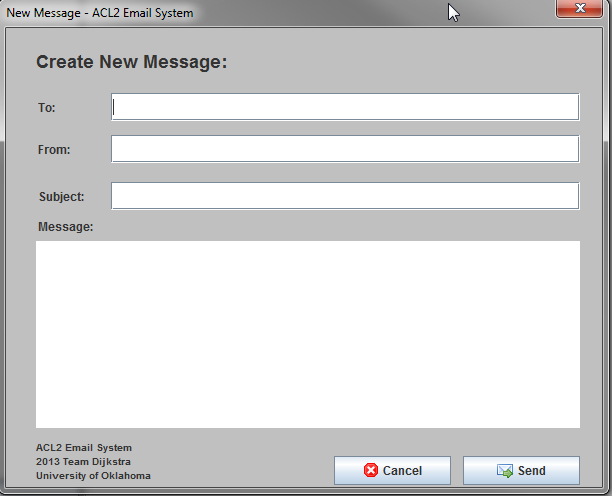 New Message - ACL2 Email System
Create New Message:
To:
From:
Subject:
Message:
ACL2 Email System
2013 Team Dijkstra
University of Oklahoma
Cancel
Send